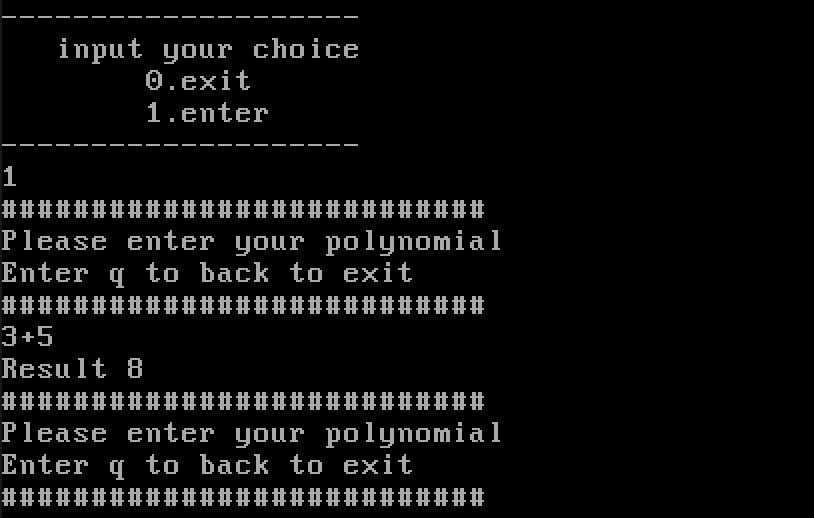 --------------------
input your choice
0.exit
1.enter
--------------------
1
###########################
Please enter your polynomial
Enter q to back to exit
###########################
3+5
Result 8
###########################
Please enter your polynomial
Enter q to back to exit
###########################